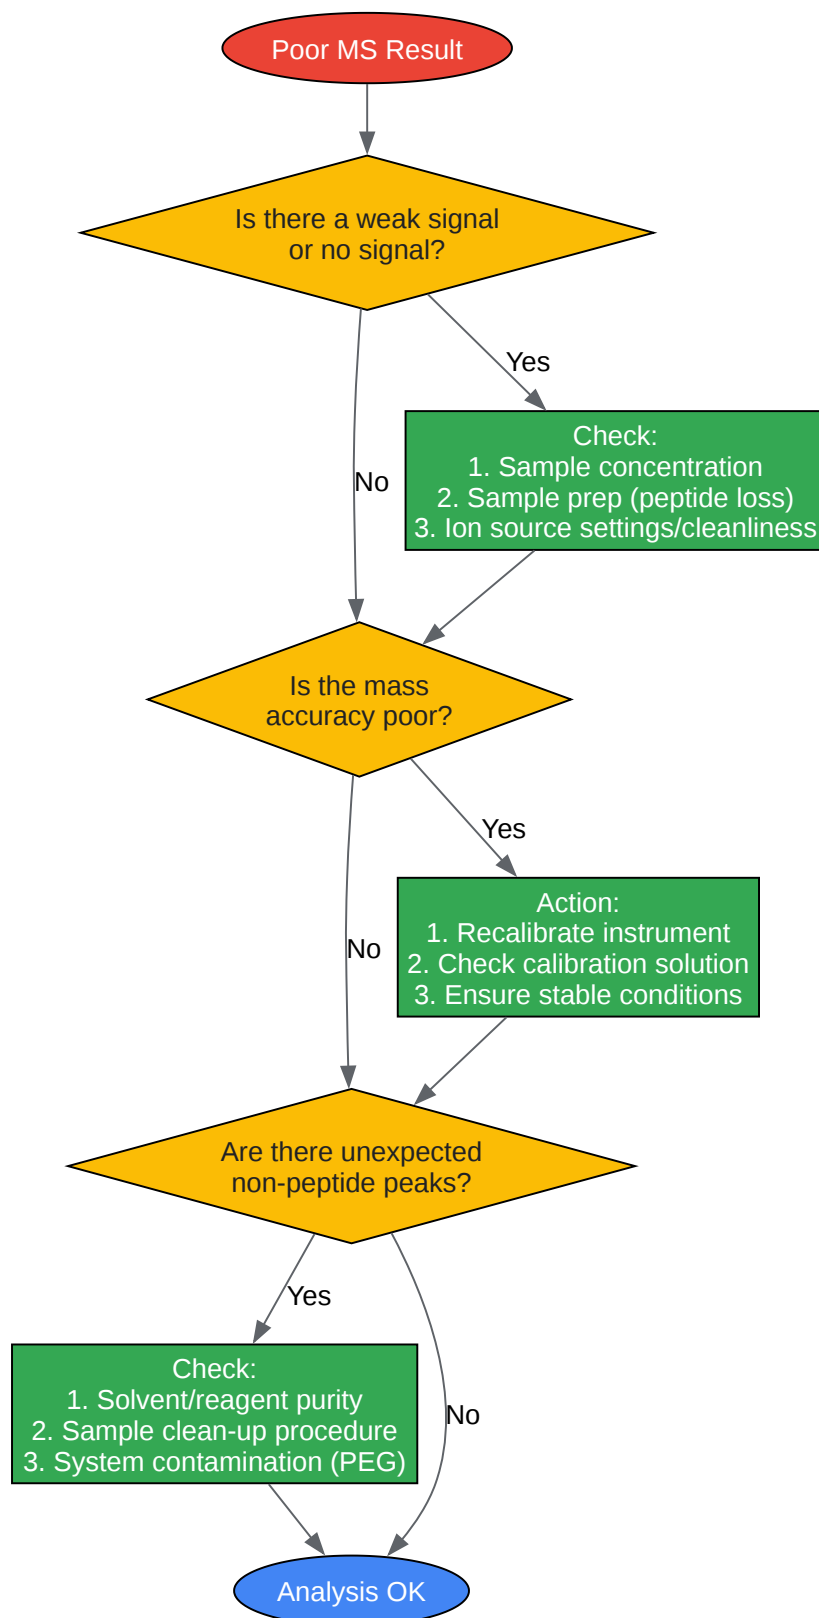 Poor MS Result
Is there a weak signal
or no signal?
Yes
Check:
1. Sample concentration
2. Sample prep (peptide loss)
3. Ion source settings/cleanliness
No
Is the mass
accuracy poor?
Yes
Action:
1. Recalibrate instrument
2. Check calibration solution
3. Ensure stable conditions
No
Are there unexpected
non-peptide peaks?
Yes
Check:
1. Solvent/reagent purity
2. Sample clean-up procedure
3. System contamination (PEG)
No
Analysis OK